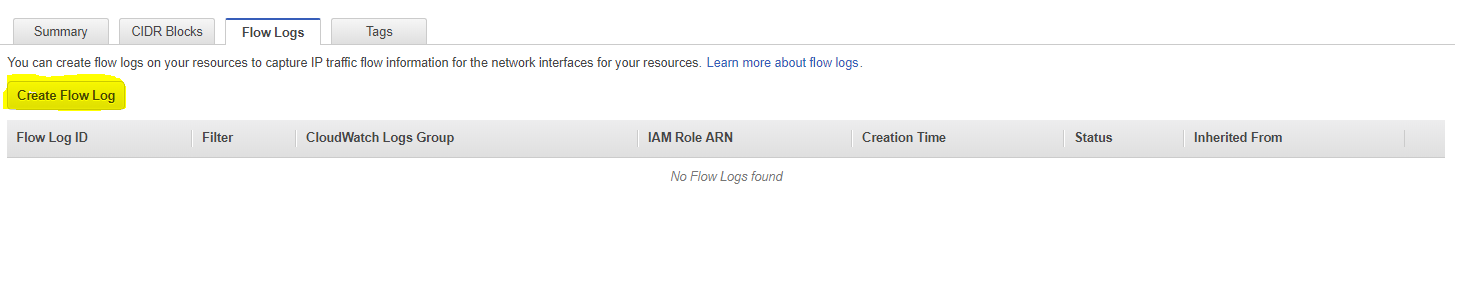 Summary CIDR Blocks Flow Logs Tags
You can create flow logs on your resources to capture IP traffic flow information for the network interfaces for your resources. Learn more about flow logs.
Create Flow Log
Flow Log ID Filter CloudWatch Logs Group IAM Role ARN Creation Time Status Inherited From
No Flow Logs found